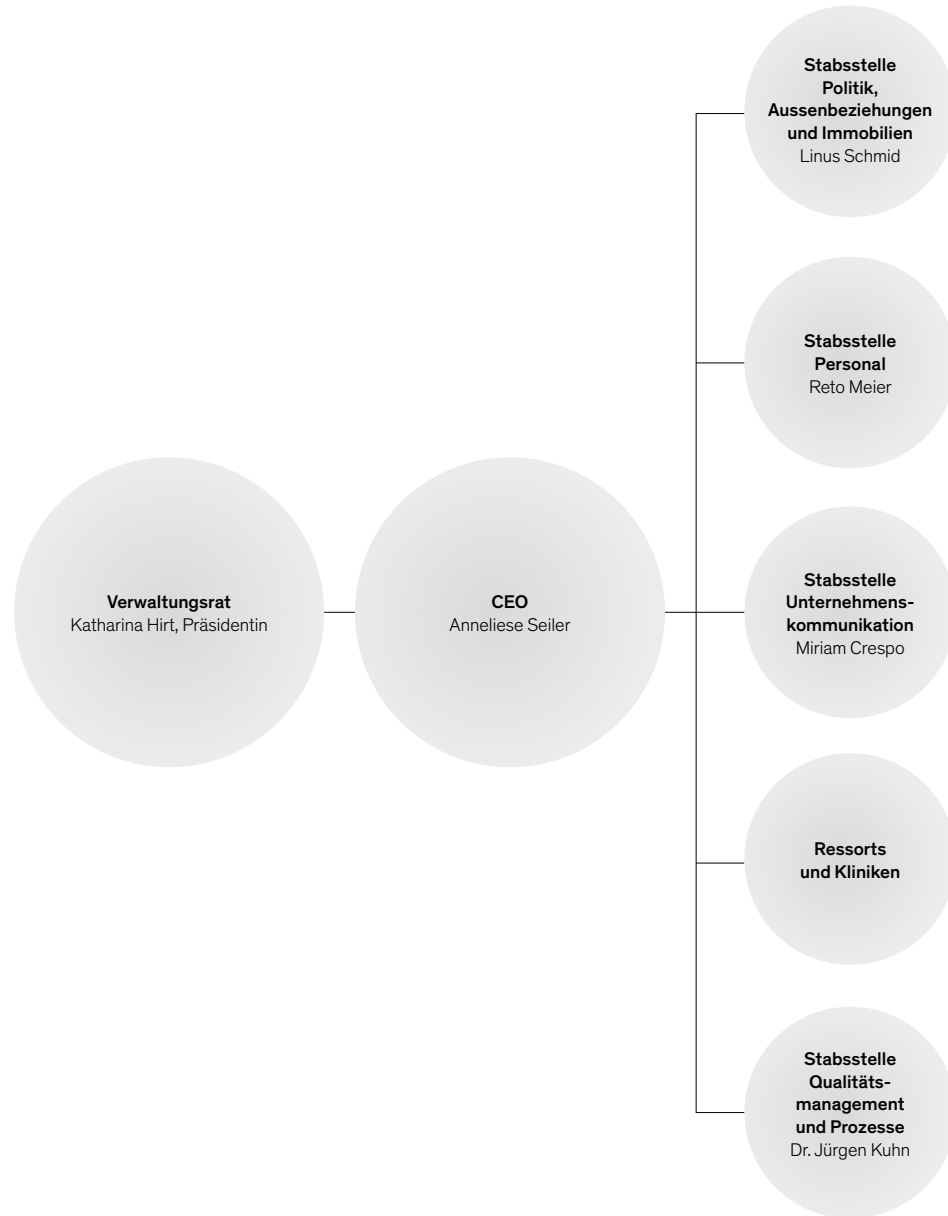 Stabsstelle
Politik,
Aussenbeziehungen
und Immobilien
Linus Schmid
Stabsstelle
Personal
Reto Meier
Verwaltungsrat
Katharina Hirt, Präsidentin
CEO
Anneliese Seiler
Stabsstelle
Unternehmens-
kommunikation
Miriam Crespo
Ressorts
und Kliniken
Stabsstelle
Qualitäts-
management
und Prozesse
Dr. Jürgen Kuhn